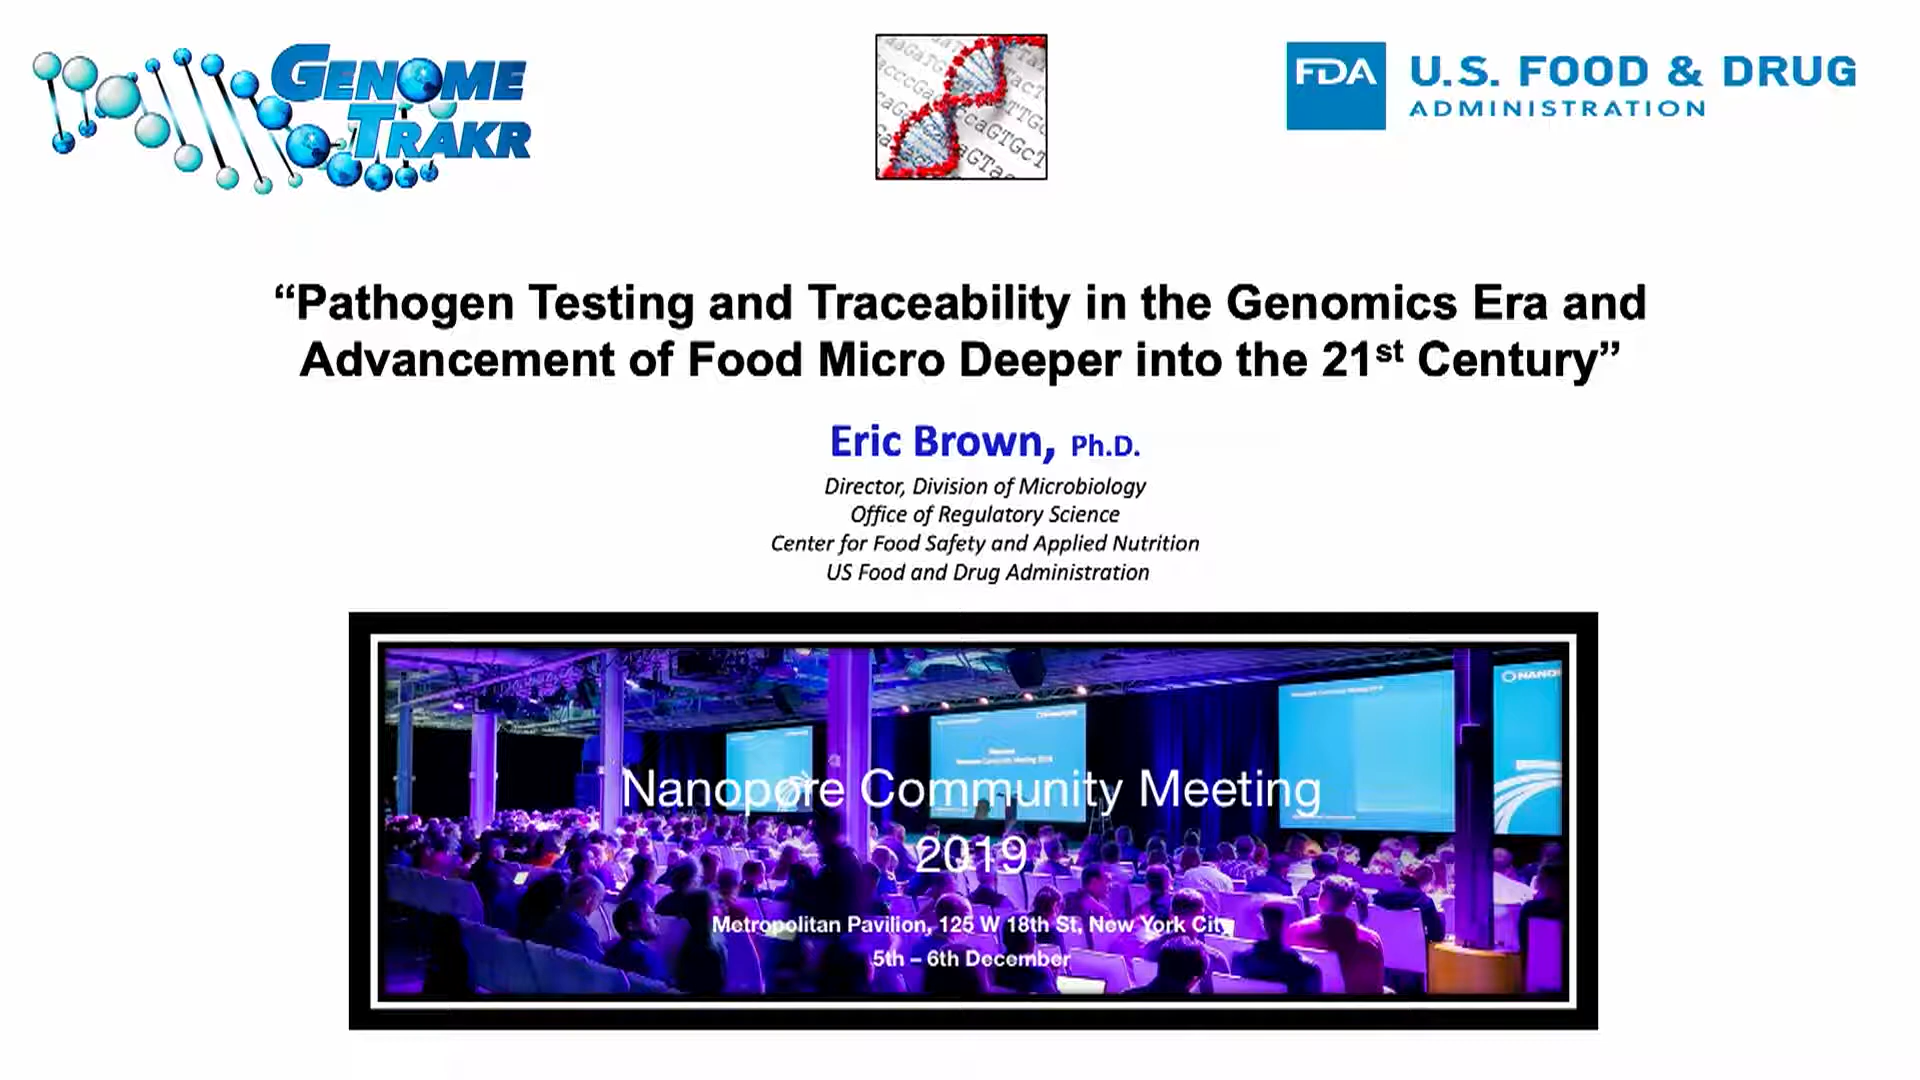 GENOME
TRAKR
FDA
U.S. FOOD & DRUG
ADMINISTRATION
“Pathogen Testing and Traceability in the Genomics Era and
Advancement of Food Micro Deeper into the 21st Century”
Eric Brown, Ph.D.
Director, Division of Microbiology
Office of Regulatory Science
Center for Food Safety and Applied Nutrition
US Food and Drug Administration
Nanopore Community Meeting
2019
Metropolitan Pavilion, 125 W 18th St, New York City
5th – 6th December